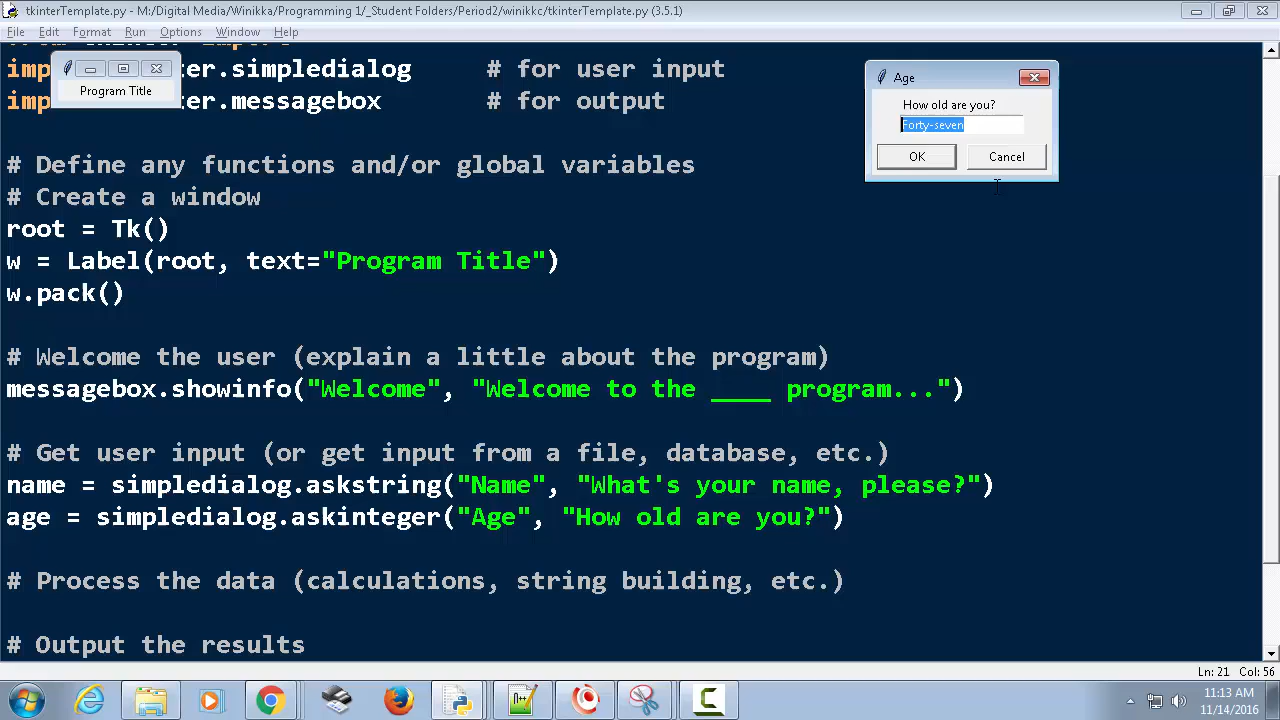 tkinterTemplate.py - M:/Digital Media/Winikka/Programming 1/_Student Folders/Period2/winikkc/tkinterTemplate.py (3.5.1)
File Edit Format Run Options Window Help
Program Title
imp
ter.simpledialog # for user input
imp
ter.messagebox # for output
Age
How old are you?
Forty-seven
OK Cancel
# Define any functions and/or global variables
# Create a window
root = Tk()
w = Label(root, text="Program Title")
w.pack()
# Welcome the user (explain a little about the program)
messagebox.showinfo("Welcome", "Welcome to the ____ program...")
# Get user input (or get input from a file, database, etc.)
name = simpledialog.askstring("Name", "What's your name, please?")
age = simpledialog.askinteger("Age", "How old are you?")
# Process the data (calculations, string building, etc.)
# Output the results
Ln: 21 Col: 56
11:13 AM
11/14/2016